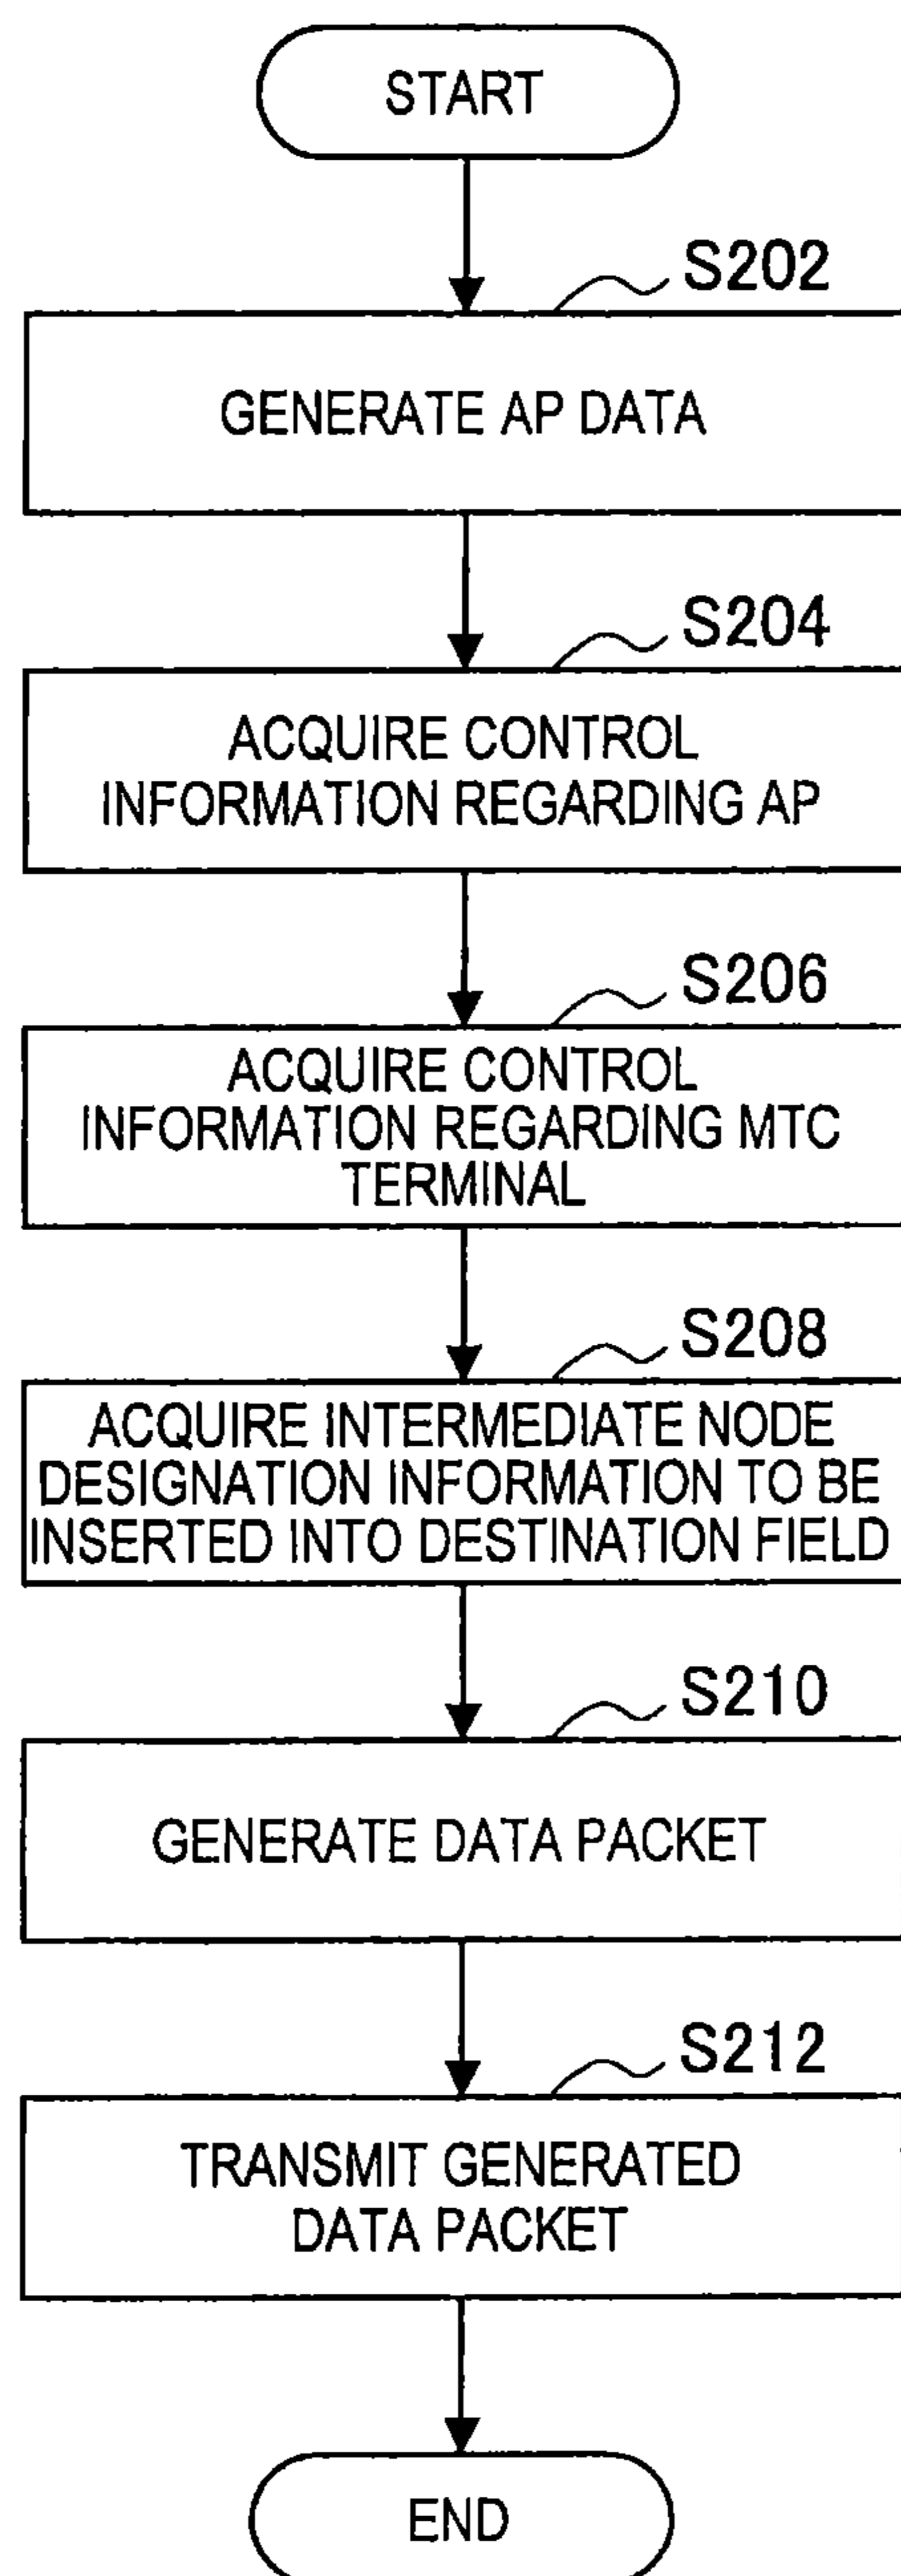 START
S202
GENERATE AP DATA
S204
ACQUIRE CONTROL
INFORMATION REGARDING AP
S206
ACQUIRE CONTROL
INFORMATION REGARDING MTC
TERMINAL
S208
ACQUIRE INTERMEDIATE NODE
DESIGNATION INFORMATION TO BE
INSERTED INTO DESTINATION FIELD
S210
GENERATE DATA PACKET
S212
TRANSMIT GENERATED
DATA PACKET
END